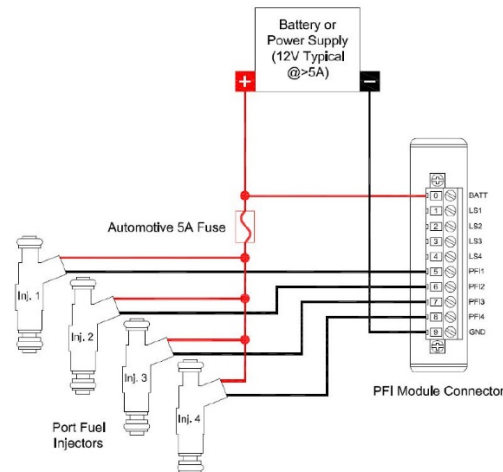 Battery or
Power Supply
(12V Typical
@>5A)
+
−
Automotive 5A Fuse
0 BATT
1 LS1
2 LS2
3 LS3
4 LS4
5 PFI1
6 PFI2
7 PFI3
8 PFI4
9 GND
Inj. 1
Inj. 2
Inj. 3
Inj. 4
Port Fuel
Injectors
PFI Module Connector